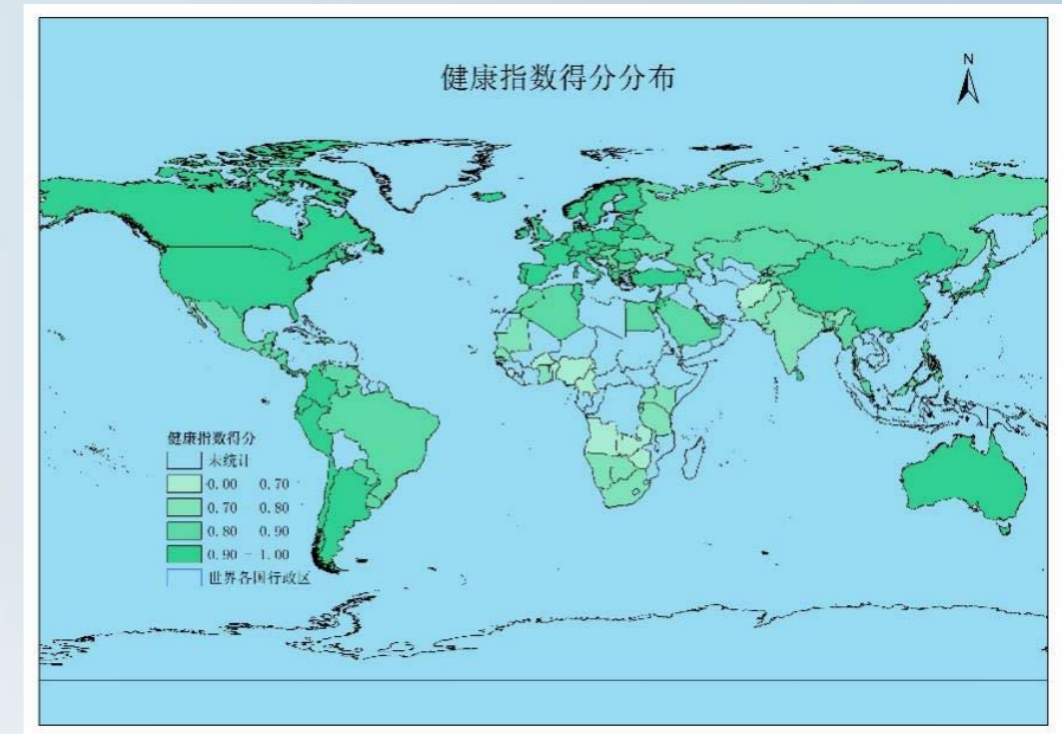 健康指数得分分布
N
健康指数得分
未统计
0.00 - 0.70
0.70 - 0.80
0.80 - 0.90
0.90 - 1.00
世界各国行政区